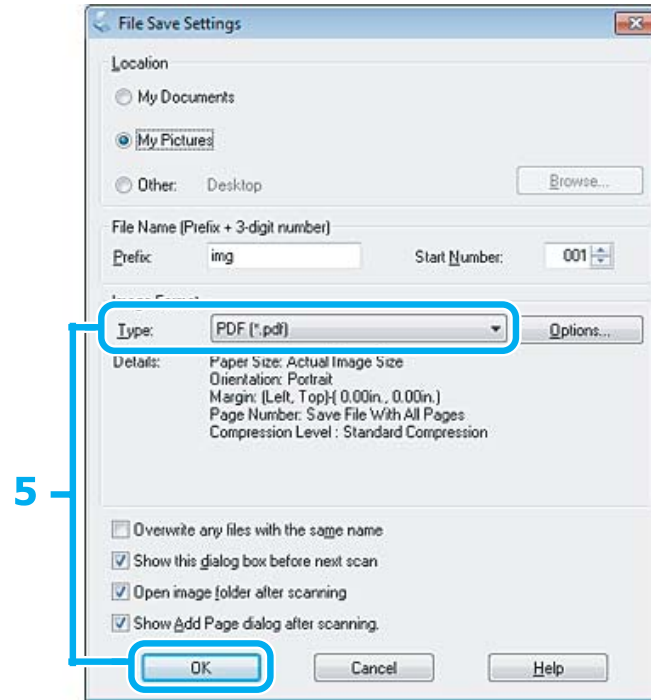 File Save Settings
Location
My Documents
My Pictures
Other: Desktop Browse...
File Name (Prefix + 3-digit number)
Prefix img Start Number: 001
Image Format
Type: PDF (*.pdf) Options...
Details: Paper Size: Actual Image Size
Orientation: Portrait
Margin: (Left, Top)-( 0.00in., 0.00in.)
Page Number: Save File With All Pages
Compression Level : Standard Compression
5
Overwrite any files with the same name
Show this dialog box before next scan
Open image folder after scanning
Show Add Page dialog after scanning.
OK Cancel Help